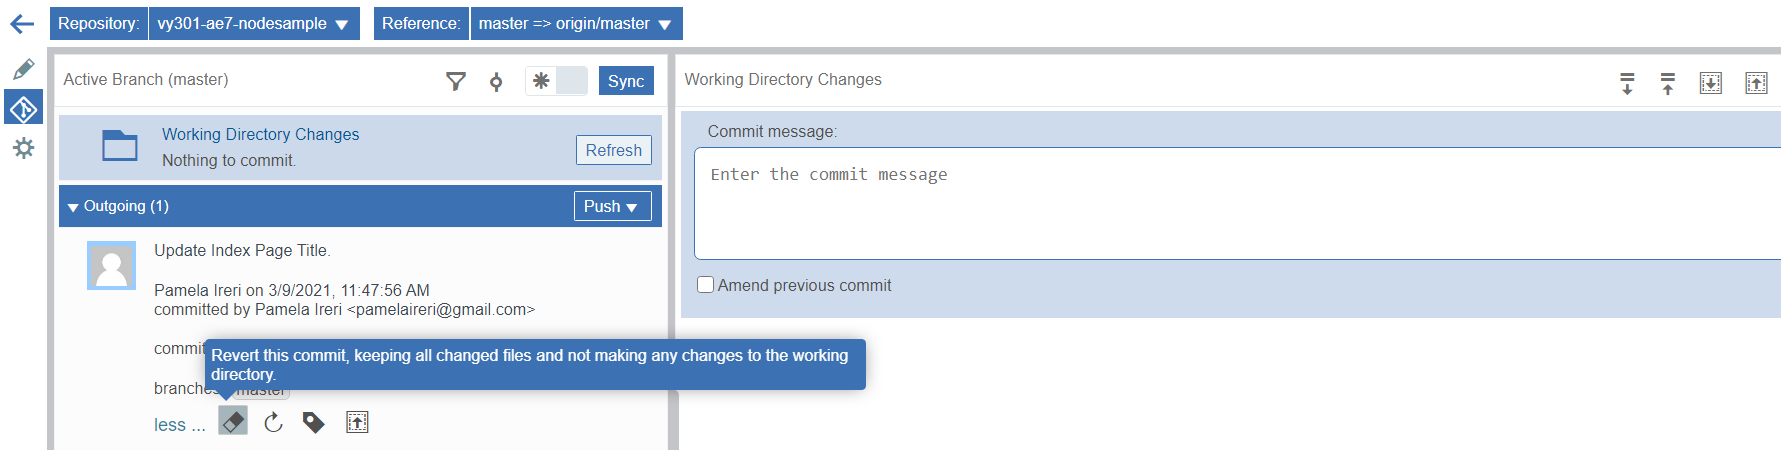 Repository: vy301-ae7-nodesample Reference: master => origin/master
Active Branch (master) Sync
Working Directory Changes
Nothing to commit.
Refresh
Outgoing (1) Push
Update Index Page Title.
Pamela Ireri on 3/9/2021, 11:47:56 AM
committed by Pamela Ireri <pamelaireri@gmail.com>
commit
Revert this commit, keeping all changed files and not making any changes to the working
directory.
branches master
less ...
Working Directory Changes
Commit message:
Enter the commit message
Amend previous commit